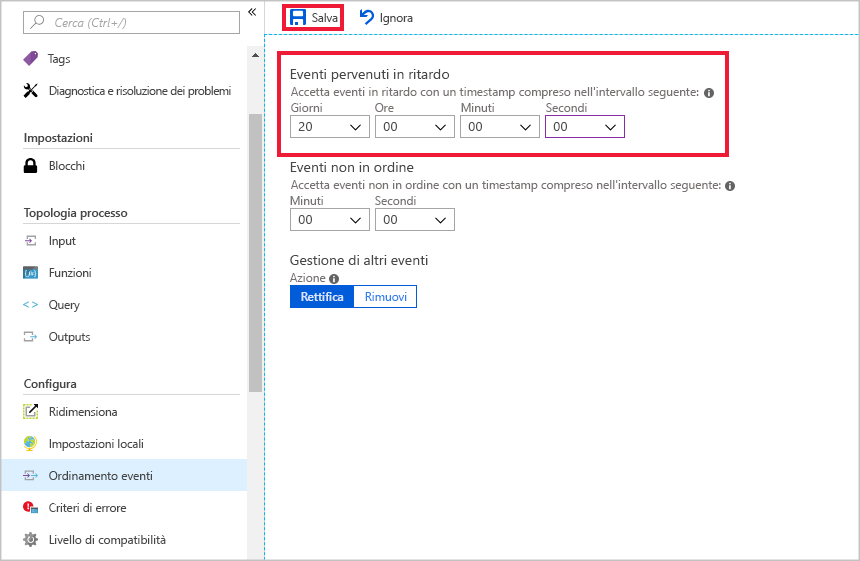 Cerca (Ctrl+/)
«
Tags
Diagnostica e risoluzione dei problemi
Impostazioni
Blocchi
Topologia processo
Input
Funzioni
Query
Outputs
Configura
Ridimensiona
Impostazioni locali
Ordinamento eventi
Criteri di errore
Livello di compatibilità
Salva Ignora
Eventi pervenuti in ritardo
Accetta eventi in ritardo con un timestamp compreso nell'intervallo seguente:
Giorni Ore Minuti Secondi
20 00 00 00
Eventi non in ordine
Accetta eventi non in ordine con un timestamp compreso nell'intervallo seguente:
Minuti Secondi
00 00
Gestione di altri eventi
Azione
Rettifica Rimuovi